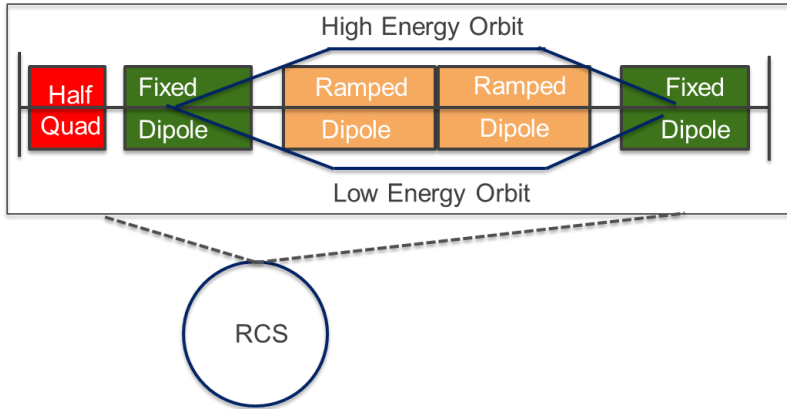 High Energy Orbit
Half
Quad
Fixed
Dipole
Ramped
Dipole
Ramped
Dipole
Fixed
Dipole
Low Energy Orbit
RCS